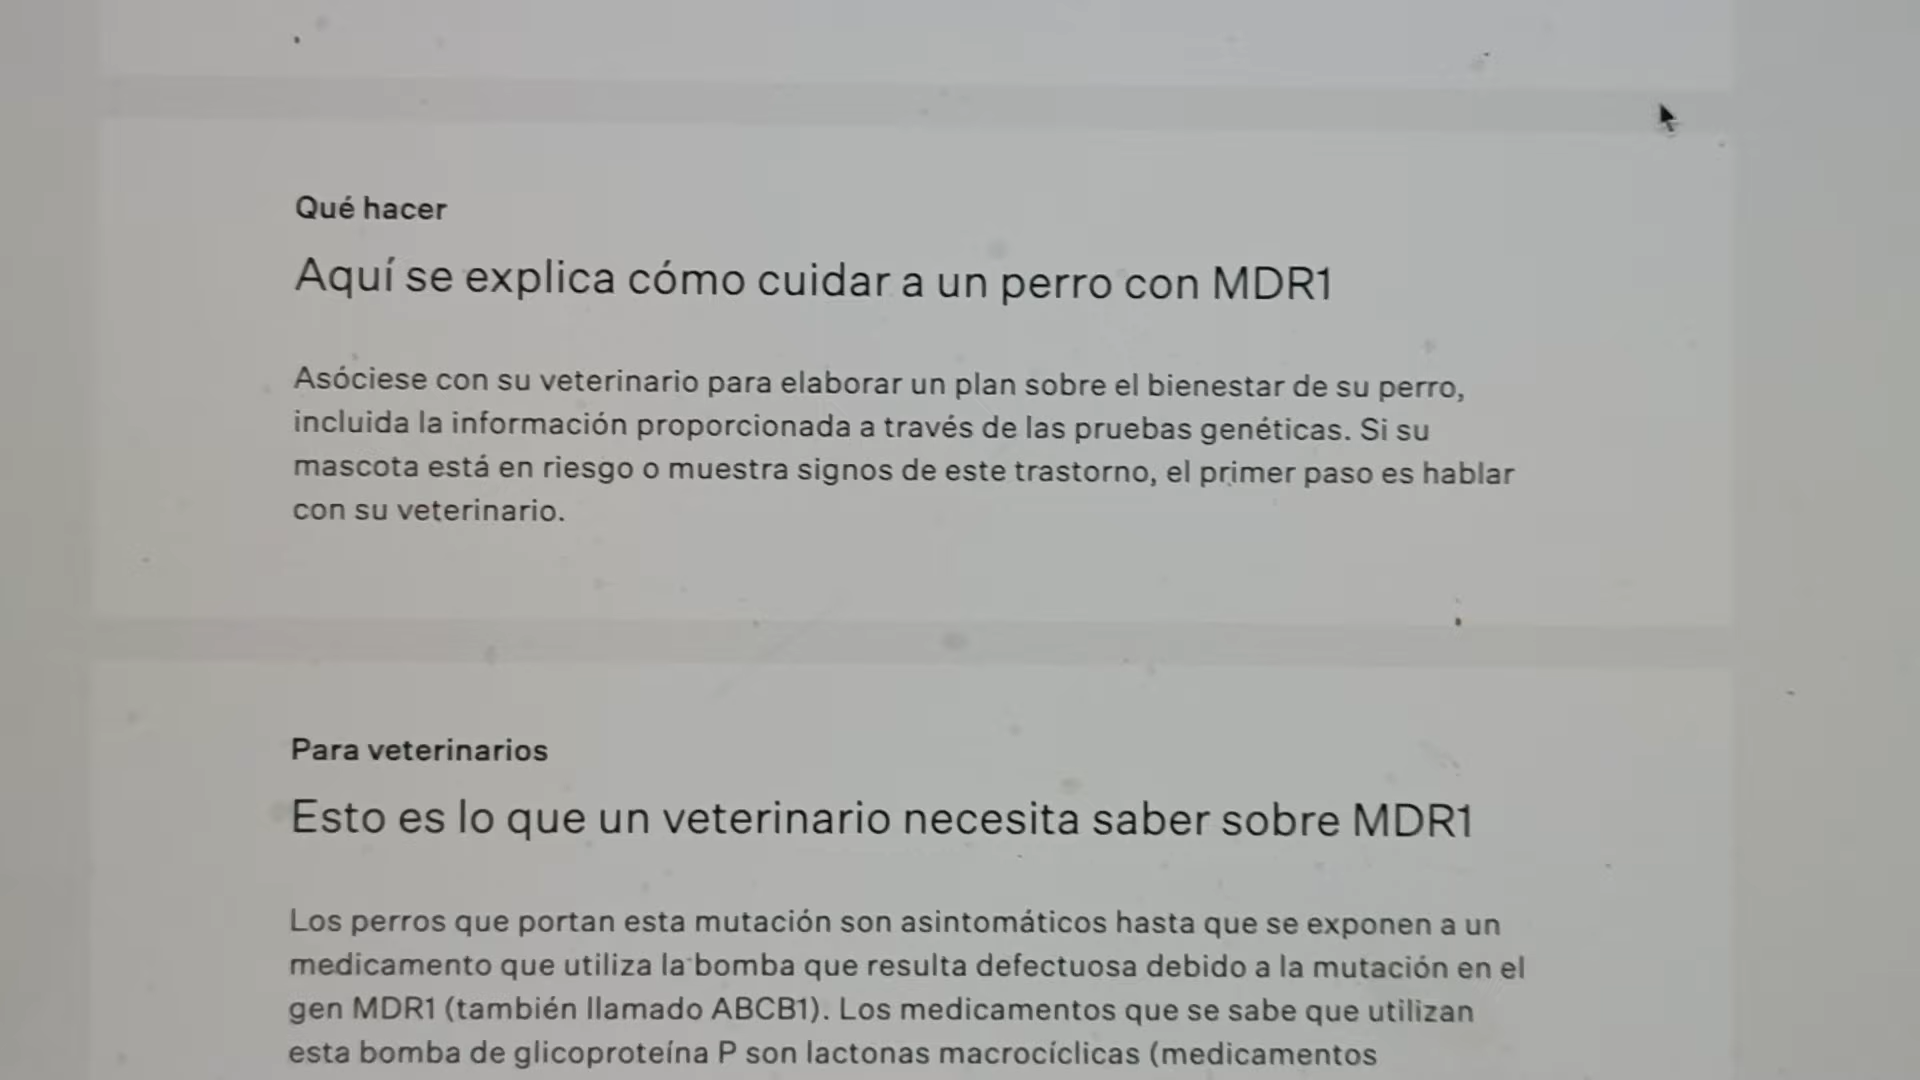 Qué hacer
Aquí se explica cómo cuidar a un perro con MDR1
Asóciese con su veterinario para elaborar un plan sobre el bienestar de su perro,
incluida la información proporcionada a través de las pruebas genéticas. Si su
mascota está en riesgo o muestra signos de este trastorno, el primer paso es hablar
con su veterinario.
Para veterinarios
Esto es lo que un veterinario necesita saber sobre MDR1
Los perros que portan esta mutación son asintomáticos hasta que se exponen a un
medicamento que utiliza la bomba que resulta defectuosa debido a la mutación en el
gen MDR1 (también llamado ABCB1). Los medicamentos que se sabe que utilizan
esta bomba de glicoproteína P son lactonas macrocíclicas (medicamentos